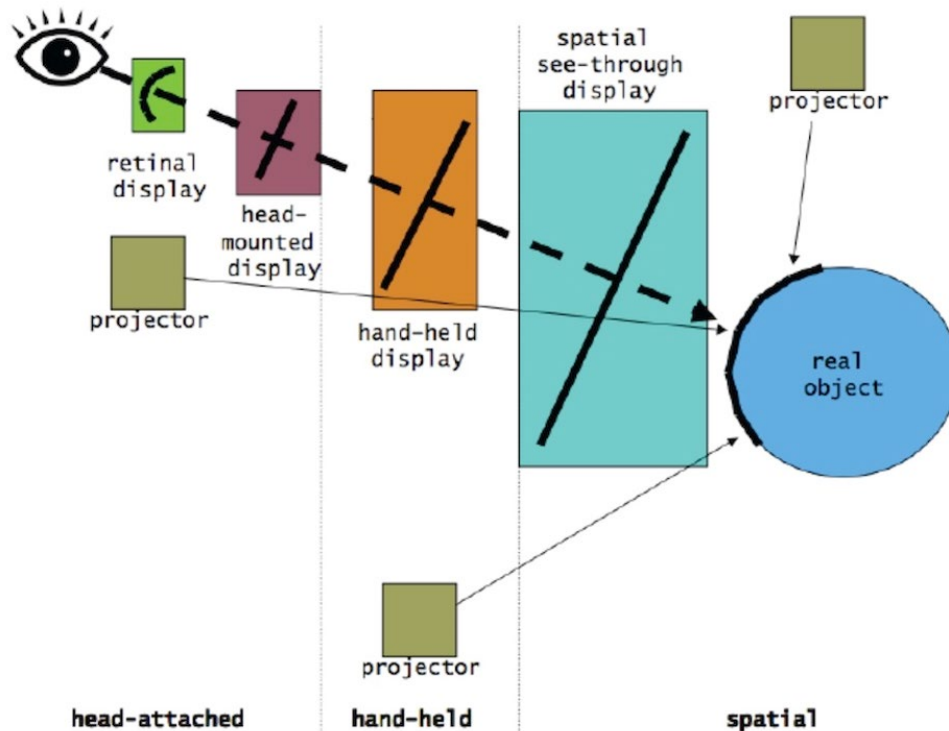 spatial
see-through
display
projector
retinal
display
head-
mounted
display
projector
hand-held
display
real
object
projector
head-attached
hand-held
spatial